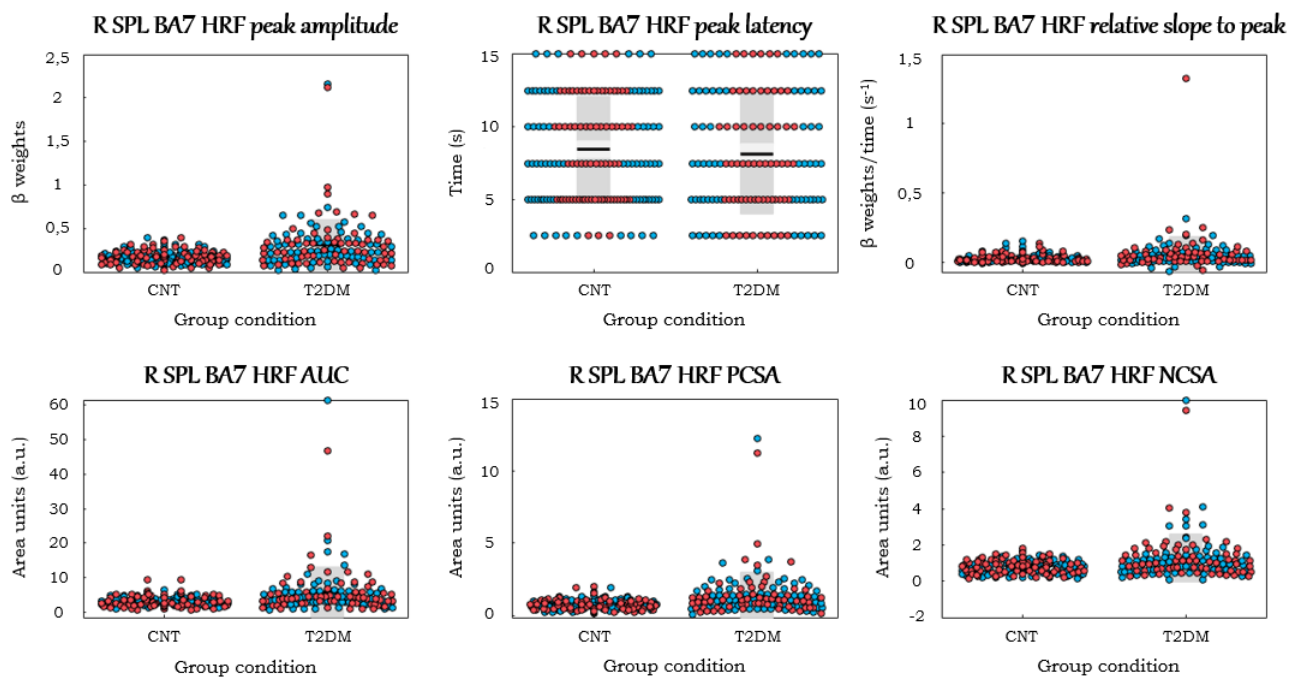 R SPL BA7 HRF peak amplitude
2,5
2
1,5
1
0,5
0
β weights
CNT
T2DM
Group condition
R SPL BA7 HRF peak latency
15
10
5
0
Time (s)
CNT
T2DM
Group condition
R SPL BA7 HRF relative slope to peak
1,5
1
0,5
0
β weights/time (s⁻¹)
CNT
T2DM
Group condition
R SPL BA7 HRF AUC
60
50
40
30
20
10
0
Area units (a.u.)
CNT
T2DM
Group condition
R SPL BA7 HRF PCSA
15
10
5
0
Area units (a.u.)
CNT
T2DM
Group condition
R SPL BA7 HRF NCSA
10
8
6
4
2
0
-2
Area units (a.u.)
CNT
T2DM
Group condition